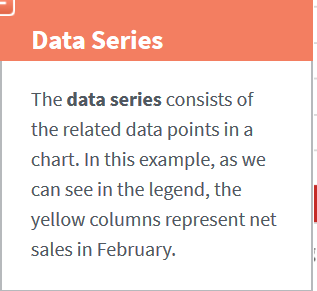 Data Series
The data series consists of
the related data points in a
chart. In this example, as we
can see in the legend, the
yellow columns represent net
sales in February.